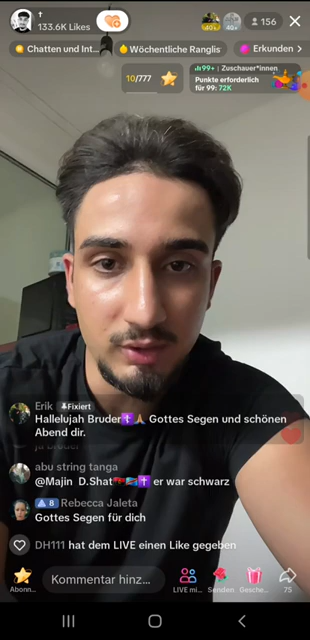 †
133.6K Likes
156
Chatten und Int...
Wöchentliche Ranglis
Erkunden
10/777
99+ | Zuschauer*innen
Punkte erforderlich
für 99: 72K
Erik Fixiert
Hallelujah Bruder✝️🙏 Gottes Segen und schönen
Abend dir.
abu string tanga
@Majin D.Shat🇦🇴🇨🇩✝️ er war schwarz
8 Rebecca Jaleta
Gottes Segen für dich
DH111 hat dem LIVE einen Like gegeben
Kommentar hinz...
Abonn... LIVE mi... Senden Gesche... 75